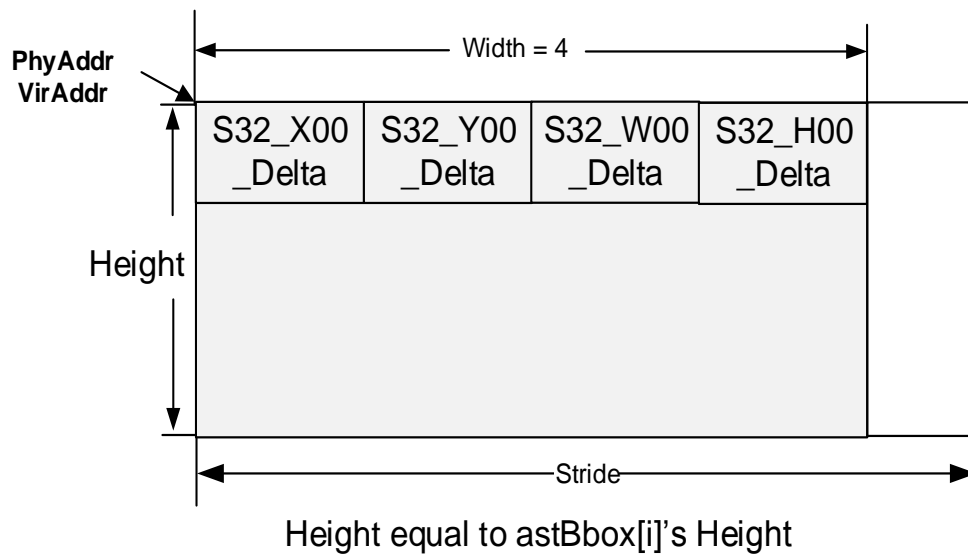 Width = 4
PhyAddr
VirAddr
S32_X00
_Delta
S32_Y00
_Delta
S32_W00
_Delta
S32_H00
_Delta
Height
Stride
Height equal to astBbox[i]'s Height